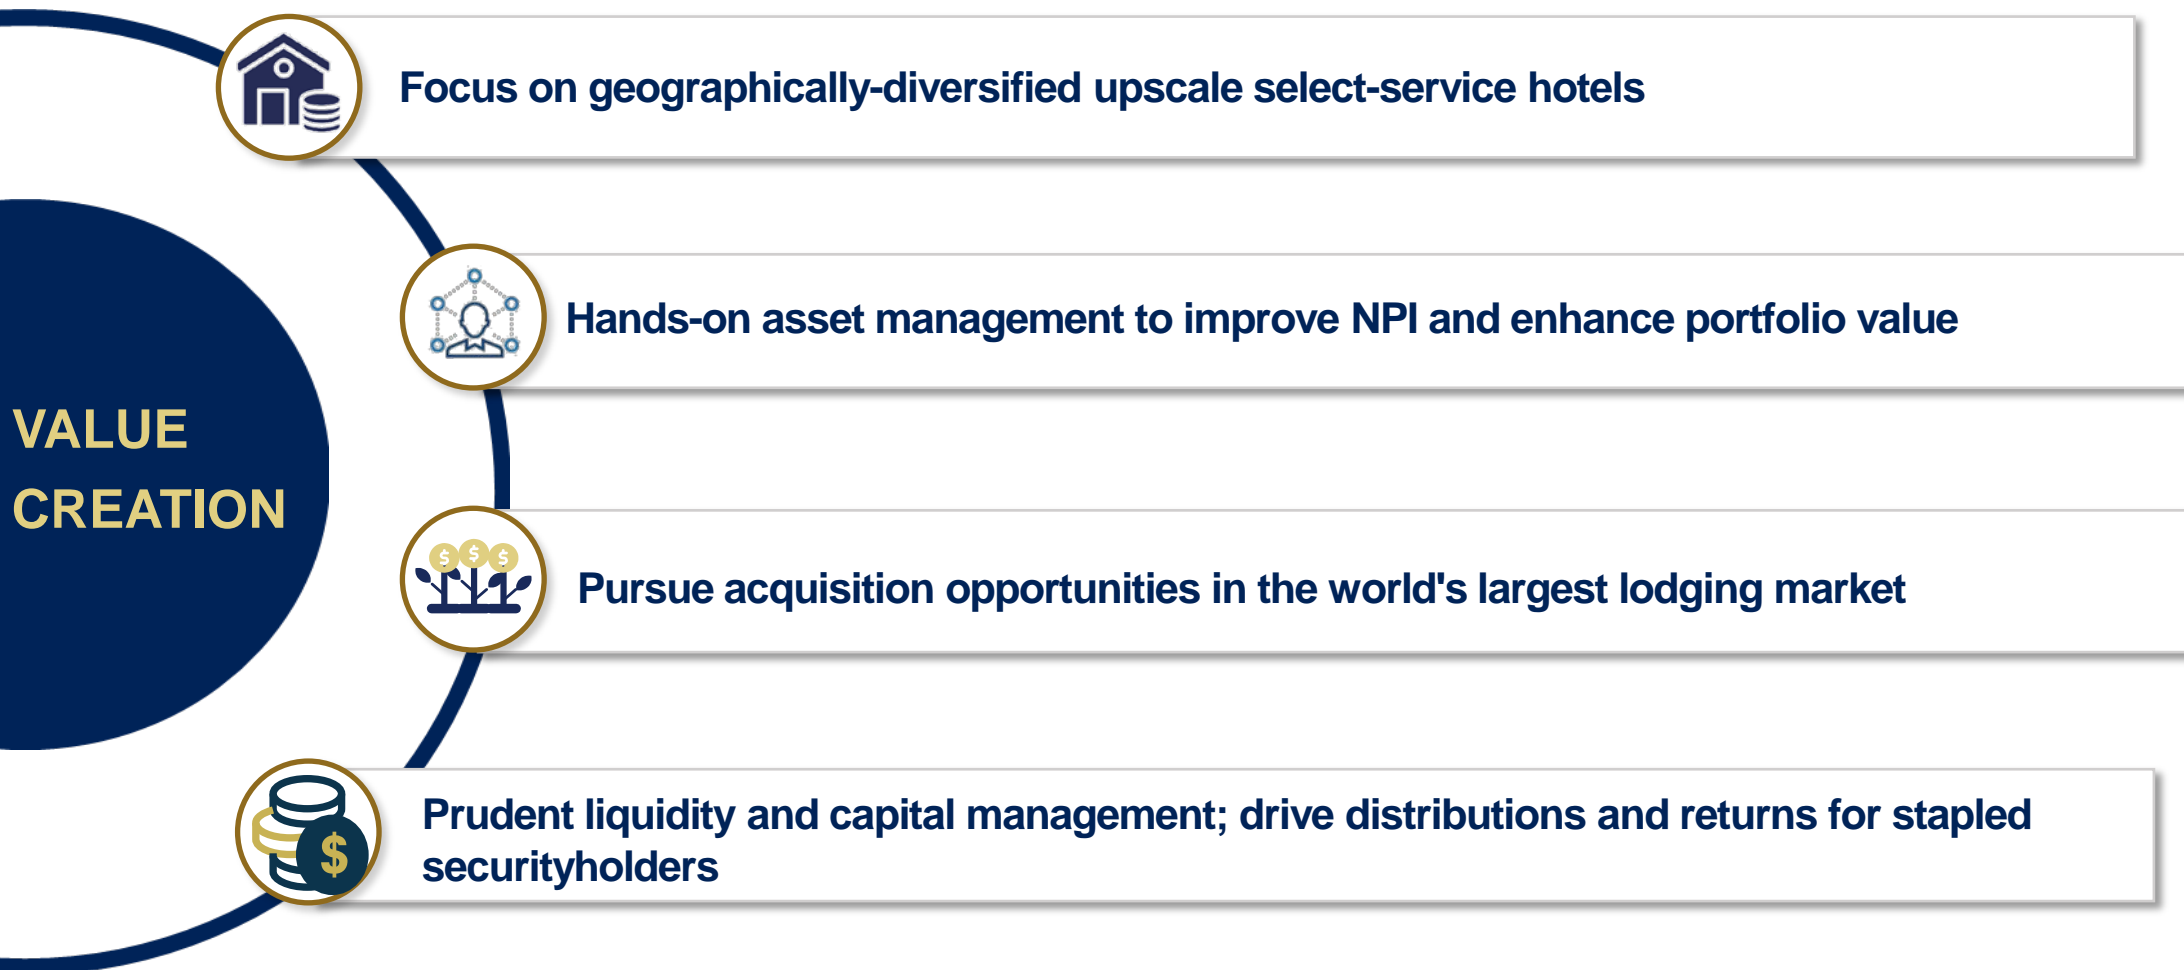 Focus on geographically-diversified upscale select-service hotels
Hands-on asset management to improve NPI and enhance portfolio value
VALUE
CREATION
$ $ $
Pursue acquisition opportunities in the world's largest lodging market
Prudent liquidity and capital management; drive distributions and returns for stapled
securityholders
$